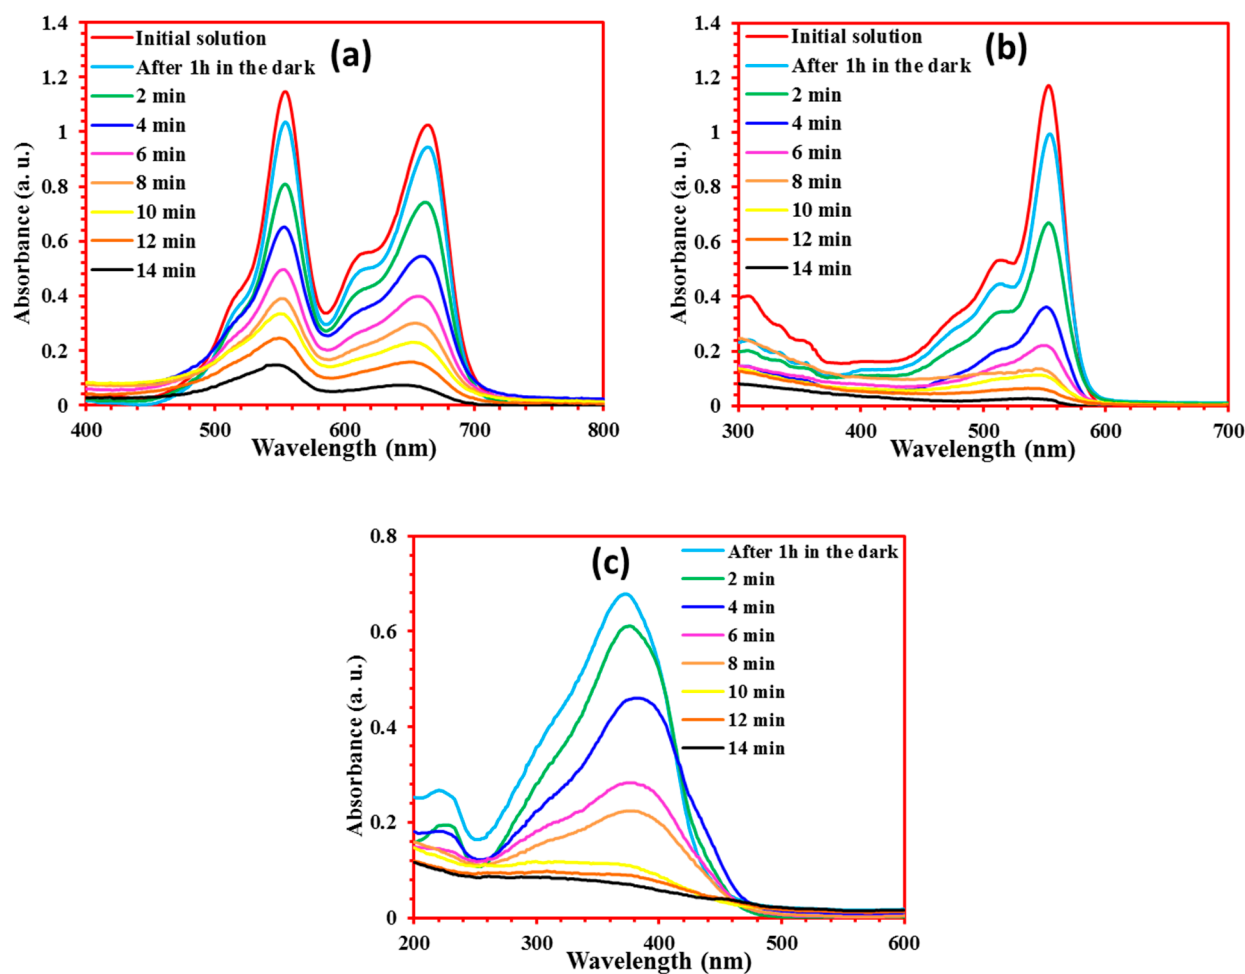 (a)
Absorbance (a. u.)
1.4
1.2
1
0.8
0.6
0.4
0.2
0
Initial solution
After 1h in the dark
2 min
4 min
6 min
8 min
10 min
12 min
14 min
400 500 600 700 800
Wavelength (nm)
(b)
Absorbance (a. u.)
1.4
1.2
1
0.8
0.6
0.4
0.2
0
Initial solution
After 1h in the dark
2 min
4 min
6 min
8 min
10 min
12 min
14 min
300 400 500 600 700
Wavelength (nm)
(c)
Absorbance (a. u.)
0.8
0.6
0.4
0.2
0
After 1h in the dark
2 min
4 min
6 min
8 min
10 min
12 min
14 min
200 300 400 500 600
Wavelength (nm)